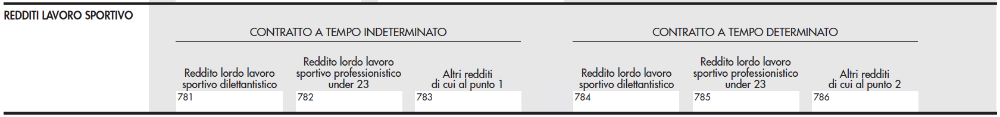 REDDITI LAVORO SPORTIVO
CONTRATTO A TEMPO INDETERMINATO
Reddito lordo lavoro
sportivo dilettantistico
781
Reddito lordo lavoro
sportivo professionistico
under 23
782
Altri redditi
di cui al punto 1
783
CONTRATTO A TEMPO DETERMINATO
Reddito lordo lavoro
sportivo dilettantistico
784
Reddito lordo lavoro
sportivo professionistico
under 23
785
Altri redditi
di cui al punto 2
786